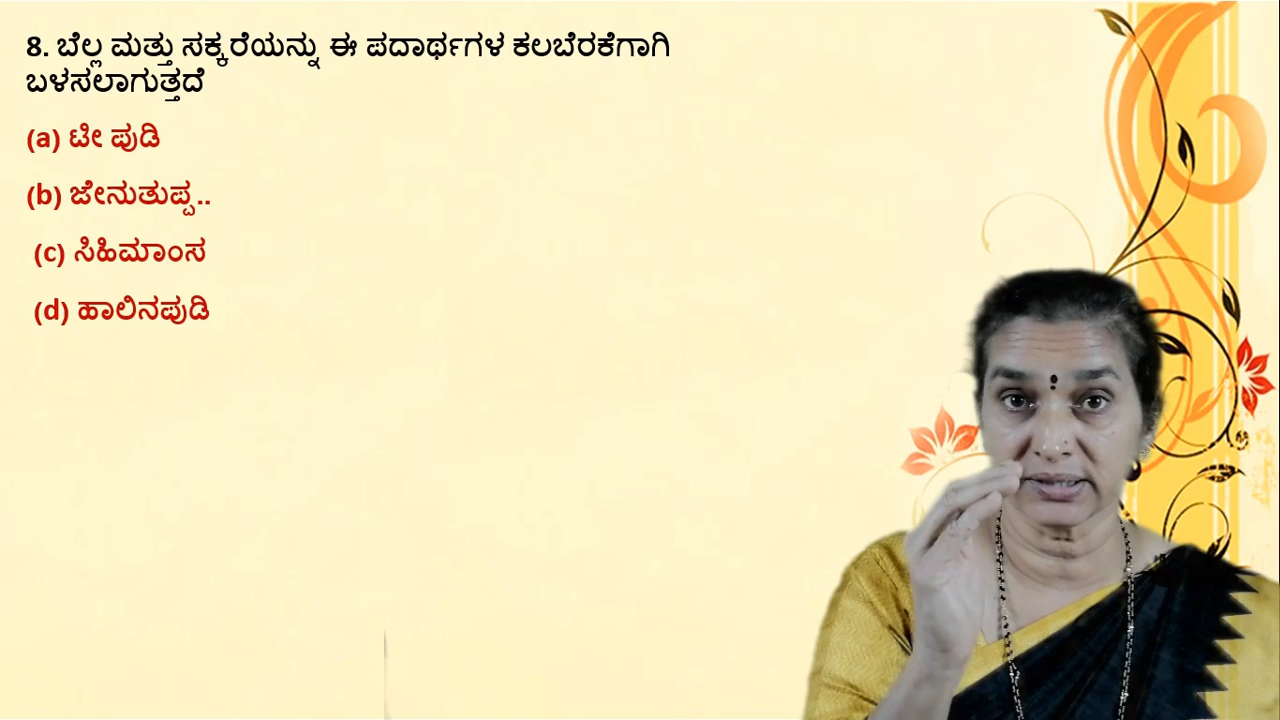 8. ಬೆಲ್ಲ ಮತ್ತು ಸಕ್ಕರೆಯನ್ನು ಈ ಪದಾರ್ಥಗಳ ಕಲಬೆರಕೆಗಾಗಿ
ಬಳಸಲಾಗುತ್ತದೆ
(a) ಟೀ ಪುಡಿ
(b) ಜೇನುತುಪ್ಪ..
(c) ಸಿಹಿಮಾಂಸ
(d) ಹಾಲಿನಪುಡಿ